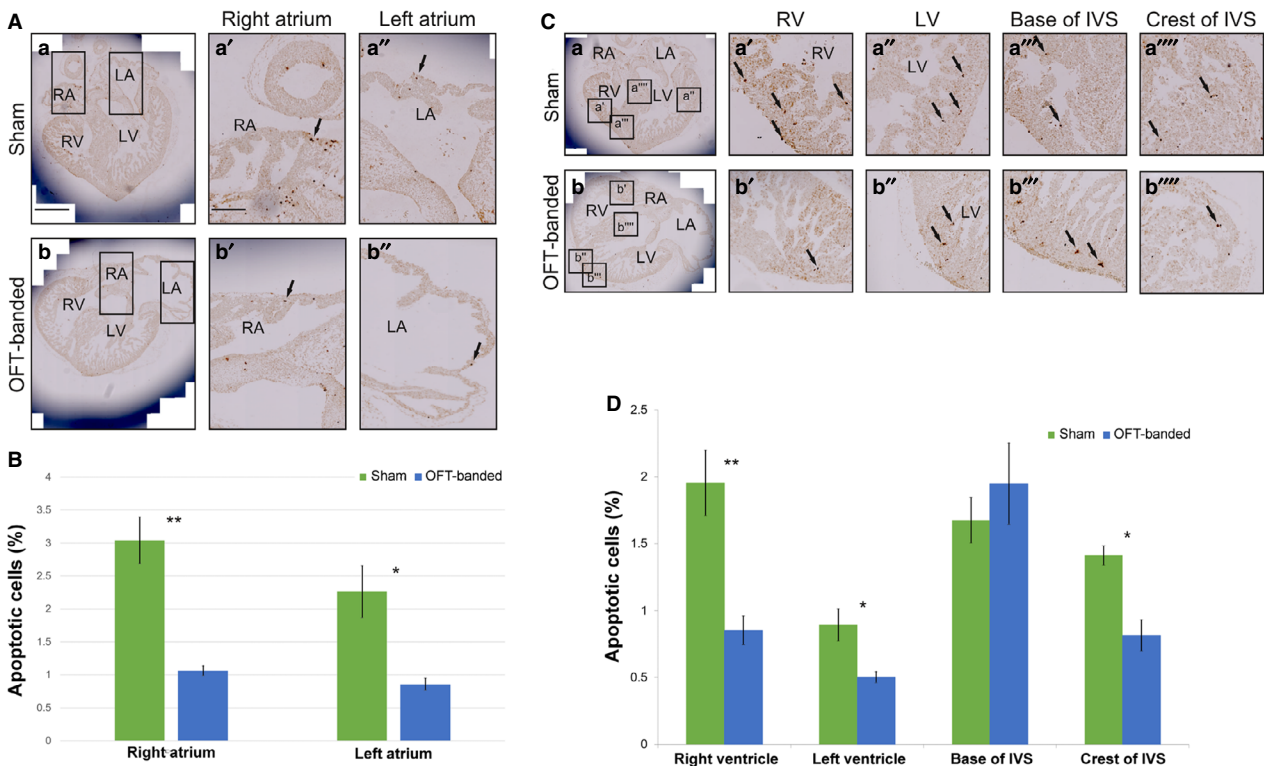 A
Right atrium
Left atrium
Sham
a
RA
LA
RV
LV
a′
RA
a″
LA
OFT-banded
b
RA
LA
RV
LV
b′
RA
b″
LA
B
Sham OFT-banded
Apoptotic cells (%)
4
3.5
3
2.5
2
1.5
1
0.5
0
Right atrium Left atrium
C
RV
LV
Base of IVS
Crest of IVS
Sham
a
RA
LA
RV
LV
a′
a″
a‴
a⁗
a′
RV
a″
LV
a‴
a⁗
OFT-banded
b
b′
RV
RA
b⁗
LA
b″
LV
b‴
b′
b″
LV
b‴
b⁗
D
Sham OFT-banded
Apoptotic cells (%)
2.5
2
1.5
1
0.5
0
** * *
Right ventricle Left ventricle Base of IVS Crest of IVS
** *